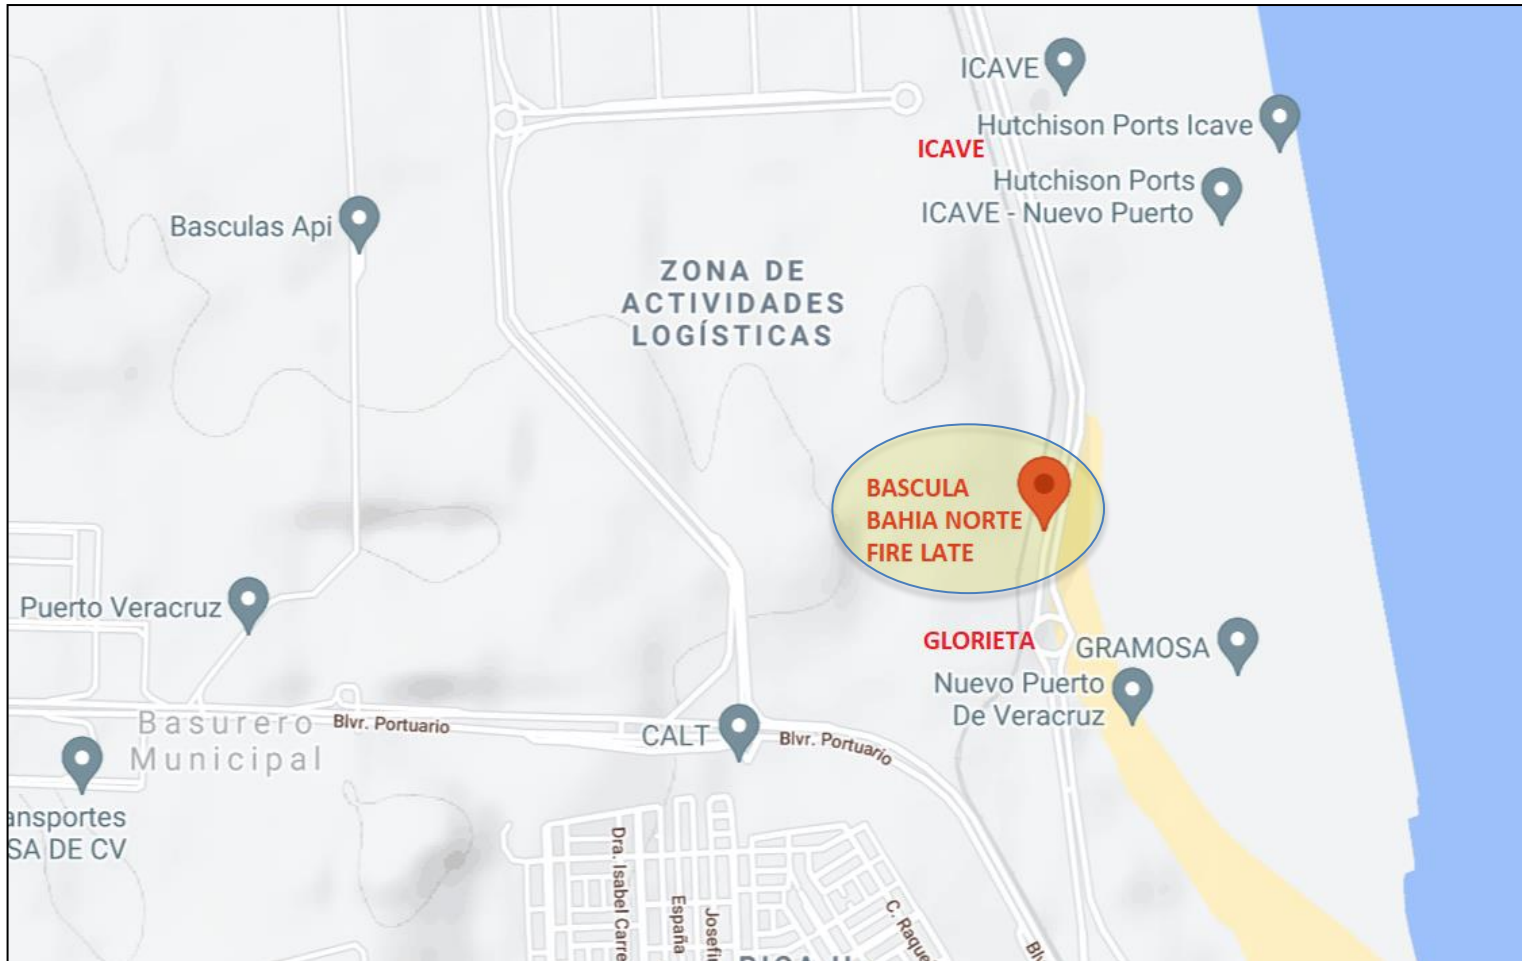 ICAVE
Hutchison Ports Icave
ICAVE
Hutchison Ports
ICAVE - Nuevo Puerto
Basculas Api
ZONA DE
ACTIVIDADES
LOGÍSTICAS
BASCULA
BAHIA NORTE
FIRE LATE
Puerto Veracruz
GLORIETA
GRAMOSA
Nuevo Puerto
De Veracruz
Basurero
Municipal
Blvr. Portuario
CALT
Blvr. Portuario
ansportes
SA DE CV
Dra. Isabel Carre
España
Josefi
C. Raque